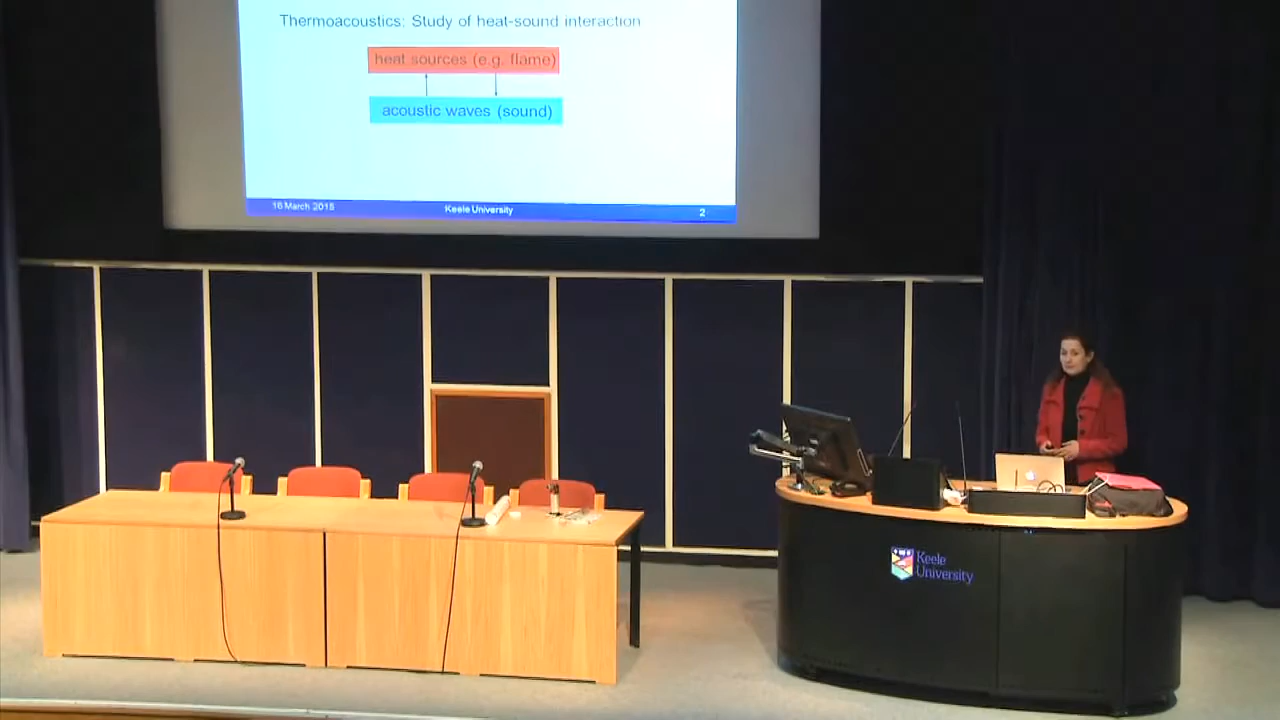 Thermoacoustics: Study of heat-sound interaction
heat sources (e.g. flame)
acoustic waves (sound)
16 March 2015
Keele University
2
Keele
University